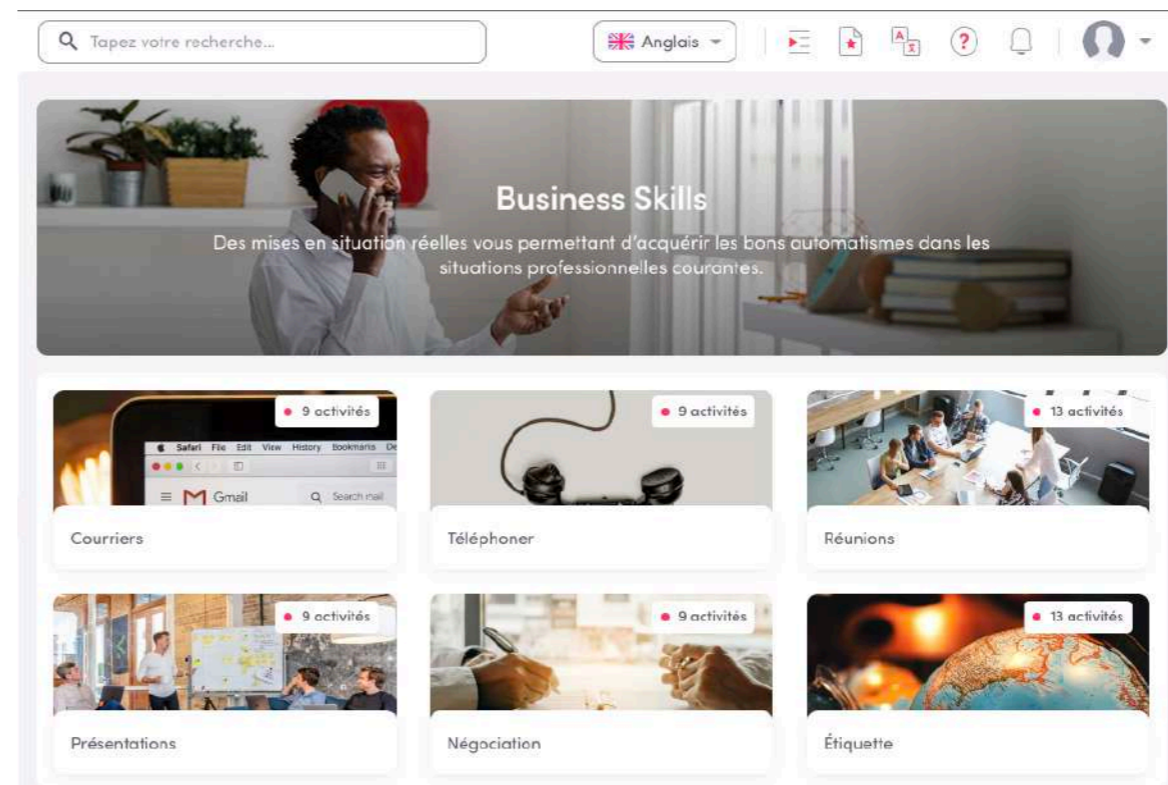 Tapez votre recherche...
Anglais
Business Skills
Des mises en situation réelles vous permettant d'acquérir les bons automatismes dans les
situations professionnelles courantes.
9 activités
9 activités
13 activités
Safari File Edit View History Bookmarks De
Gmail
Search mail
Courriers
Téléphoner
Réunions
9 activités
9 activités
13 activités
Présentations
Négociation
Étiquette